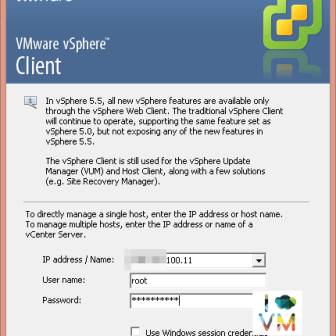 VMware vSphere™
Client
In vSphere 5.5, all new vSphere features are available only
through the vSphere Web Client. The traditional vSphere Client
will continue to operate, supporting the same feature set as
vSphere 5.0, but not exposing any of the new features in
vSphere 5.5.
The vSphere Client is still used for the vSphere Update
Manager (VUM) and Host Client, along with a few solutions
(e.g. Site Recovery Manager).
To directly manage a single host, enter the IP address or host name.
To manage multiple hosts, enter the IP address or name of a
vCenter Server.
IP address / Name: 100.11
User name: root
Password: **********
VM
Use Windows session